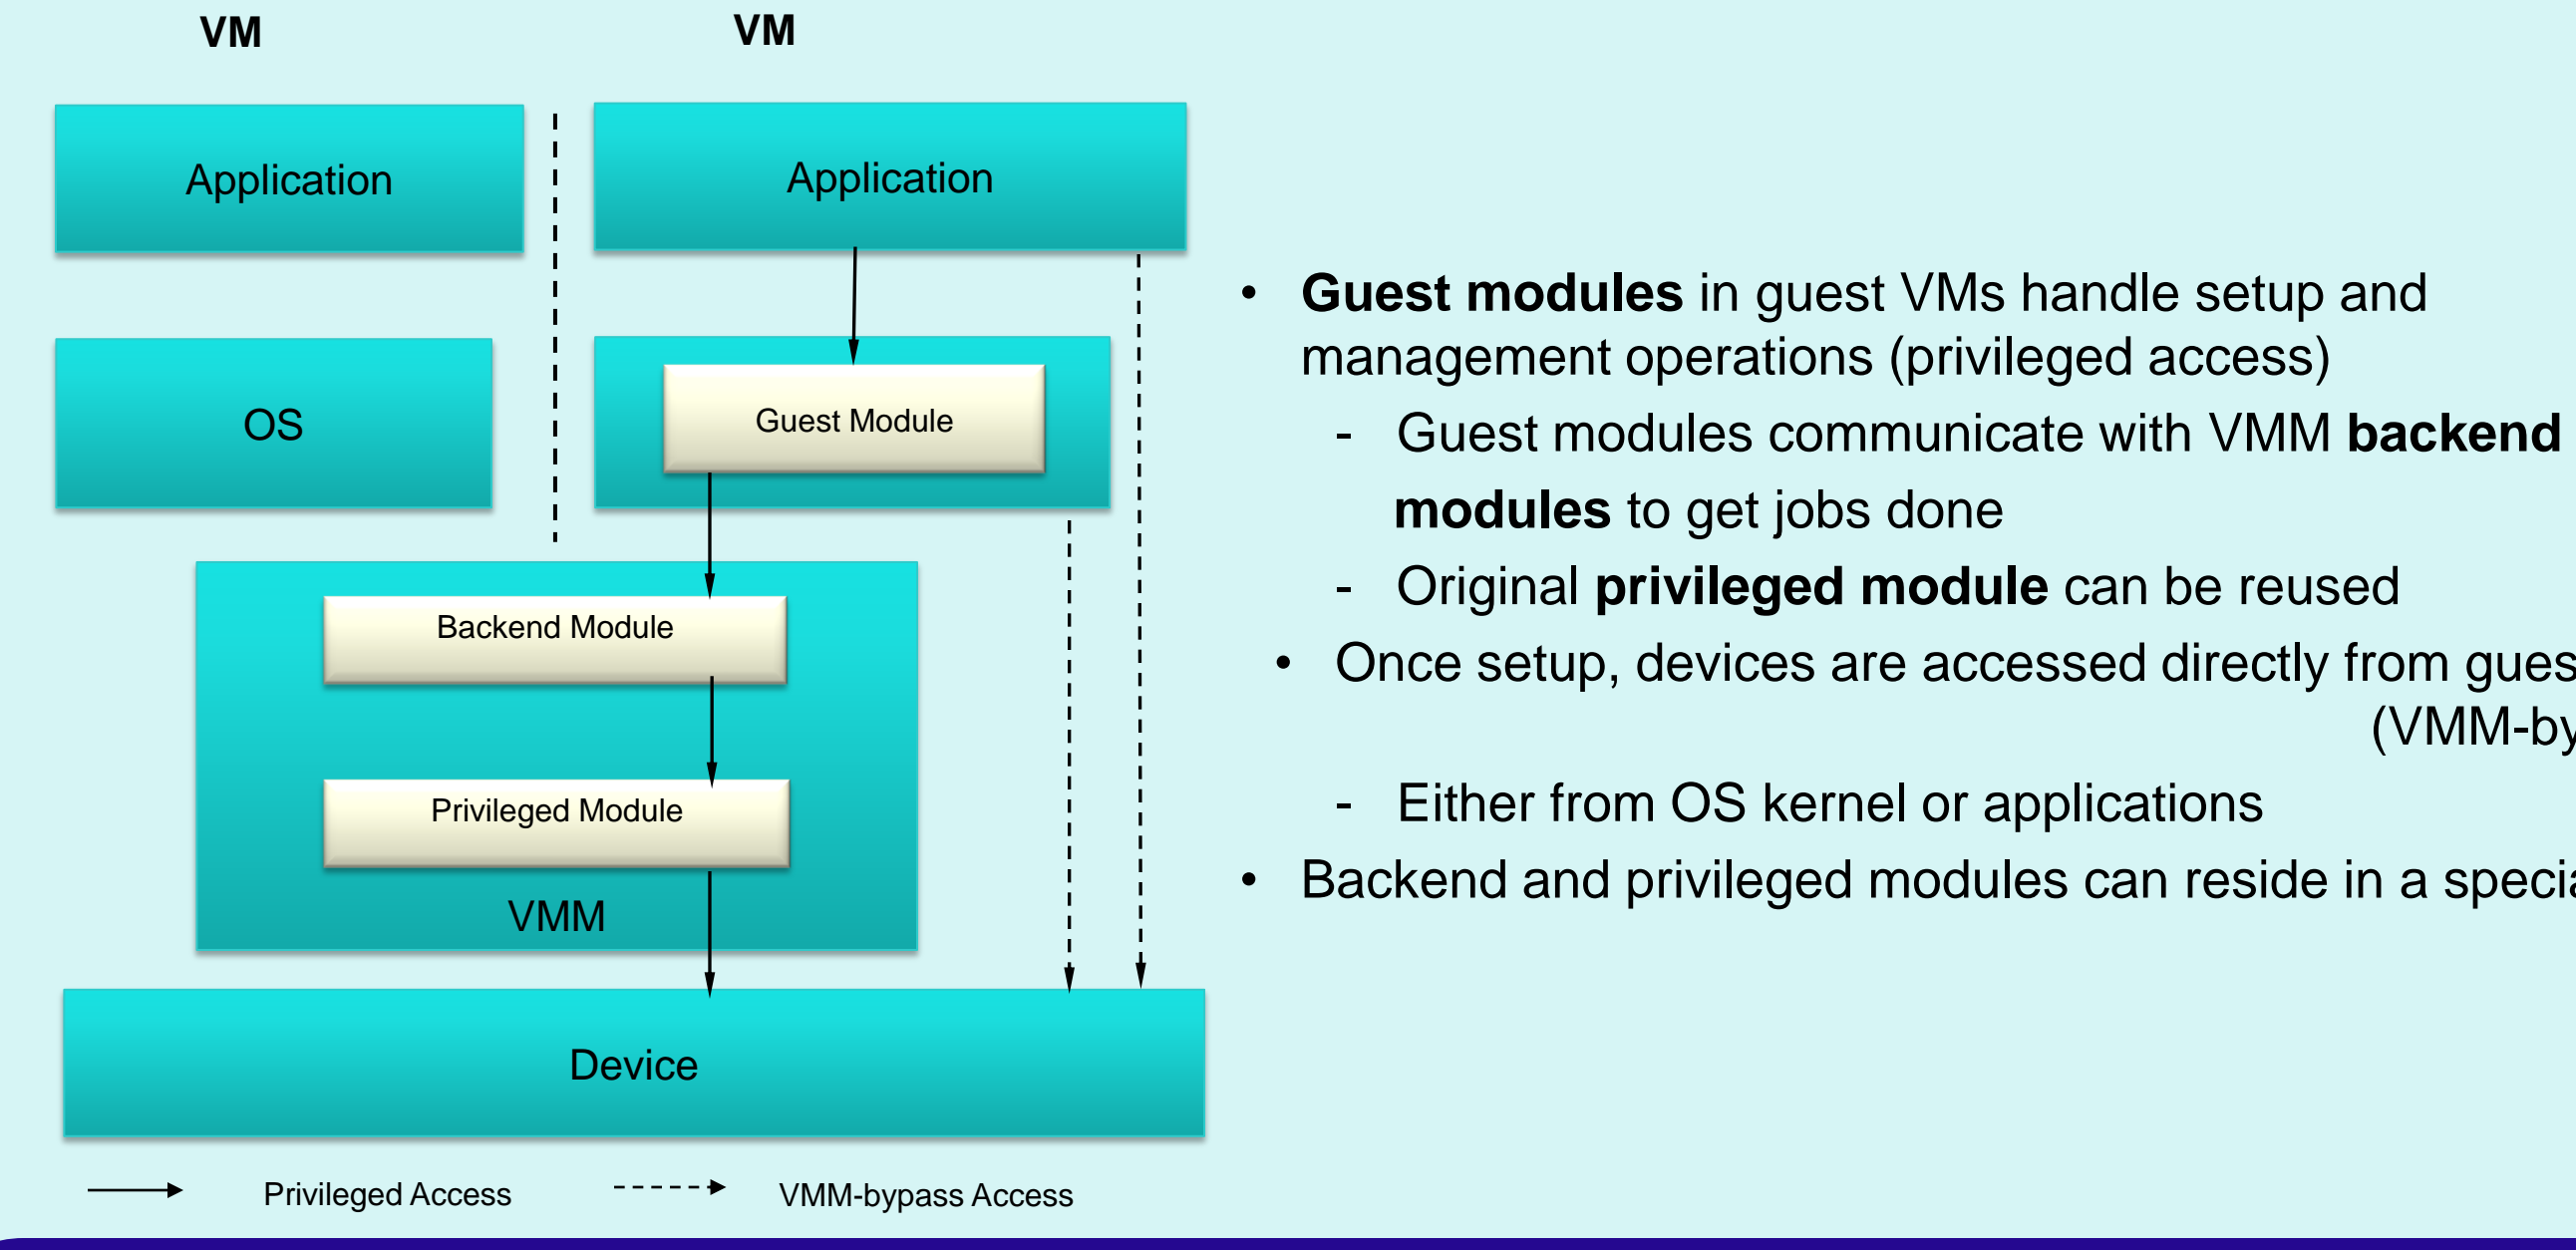 VM
VM
Application
Application
OS
Guest Module
Backend Module
Privileged Module
VMM
Device
Privileged Access
VMM-bypass Access
• Guest modules in guest VMs handle setup and
management operations (privileged access)
- Guest modules communicate with VMM backend
modules to get jobs done
- Original privileged module can be reused
• Once setup, devices are accessed directly from
(VMM-
- Either from OS kernel or applications
• Backend and privileged modules can reside in a